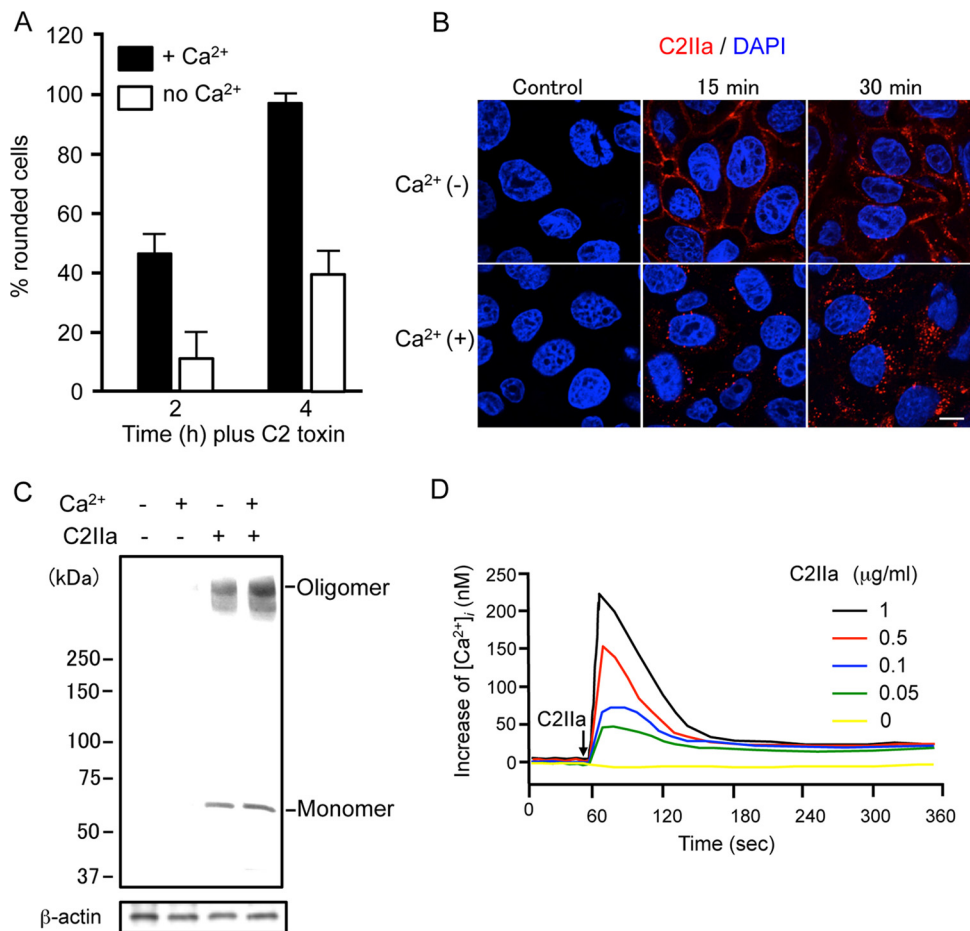 A
120
100
80
60
40
20
0
% rounded cells
+ Ca²⁺
no Ca²⁺
2 4
Time (h) plus C2 toxin
B
C2IIa / DAPI
Control 15 min 30 min
Ca²⁺ (-)
Ca²⁺ (+)
C
Ca²⁺ - + - +
C2IIa - - + +
(kDa)
Oligomer
250
150
100
75
Monomer
50
37
β-actin
D
C2IIa (μg/ml)
1
0.5
0.1
0.05
0
250
200
150
100
50
0
Increase of [Ca²⁺]i (nM)
C2IIa
0 60 120 180 240 300 360
Time (sec)